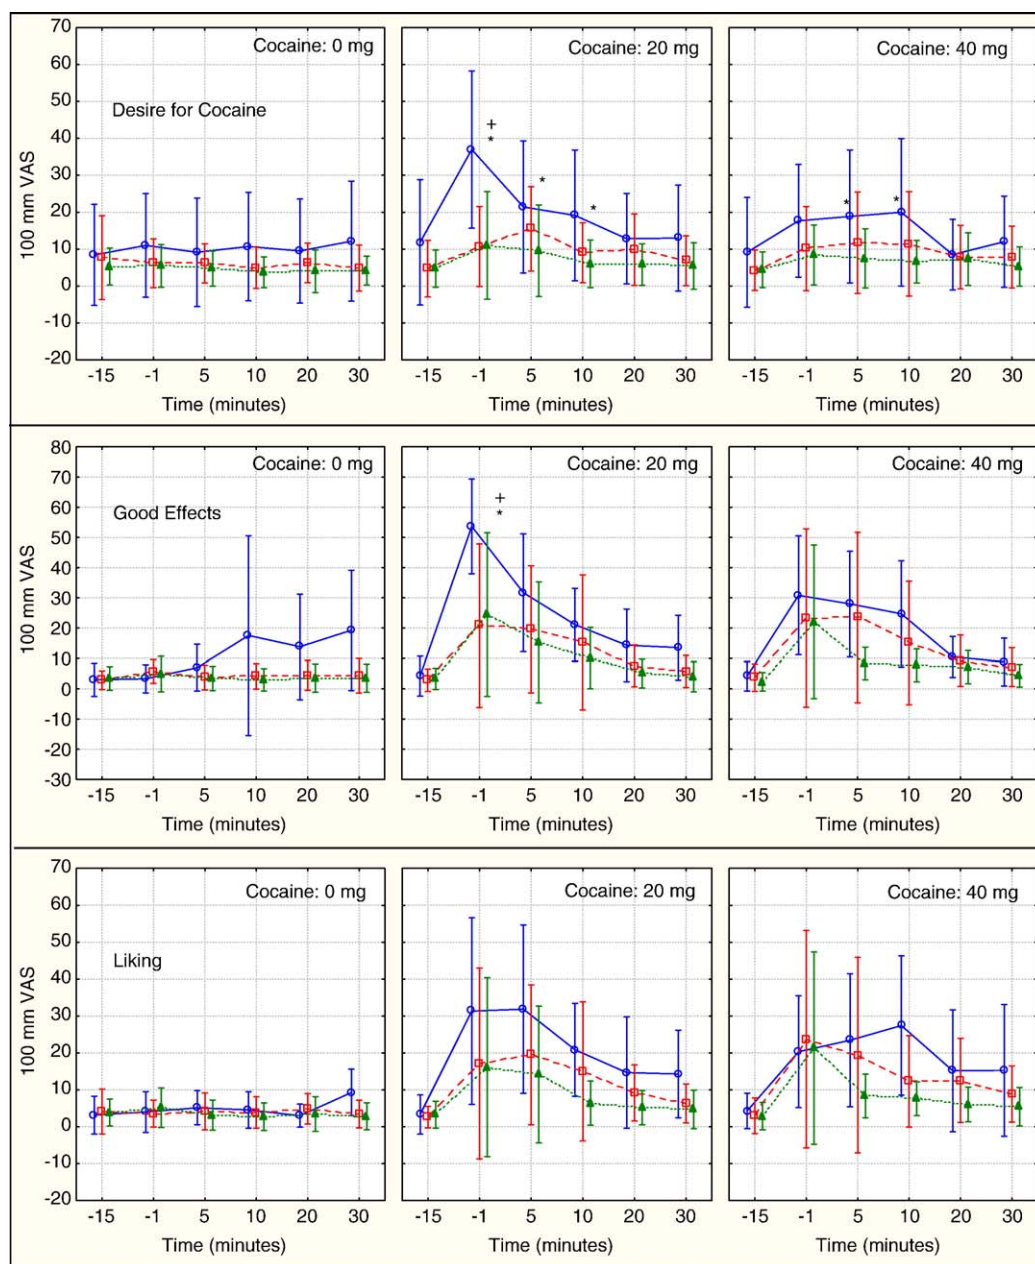 70
60
50
40
30
20
10
0
-10
-20
100 mm VAS
Desire for Cocaine
Cocaine: 0 mg
-15 -1 5 10 20 30
Time (minutes)
Cocaine: 20 mg
+
*
*
*
-15 -1 5 10 20 30
Time (minutes)
Cocaine: 40 mg
*
*
-15 -1 5 10 20 30
Time (minutes)
80
70
60
50
40
30
20
10
0
-10
-20
-30
100 mm VAS
Good Effects
Cocaine: 0 mg
-15 -1 5 10 20 30
Time (minutes)
Cocaine: 20 mg
+
*
-15 -1 5 10 20 30
Time (minutes)
Cocaine: 40 mg
-15 -1 5 10 20 30
Time (minutes)
70
60
50
40
30
20
10
0
-10
-20
100 mm VAS
Liking
Cocaine: 0 mg
-15 -1 5 10 20 30
Time (minutes)
Cocaine: 20 mg
-15 -1 5 10 20 30
Time (minutes)
Cocaine: 40 mg
-15 -1 5 10 20 30
Time (minutes)